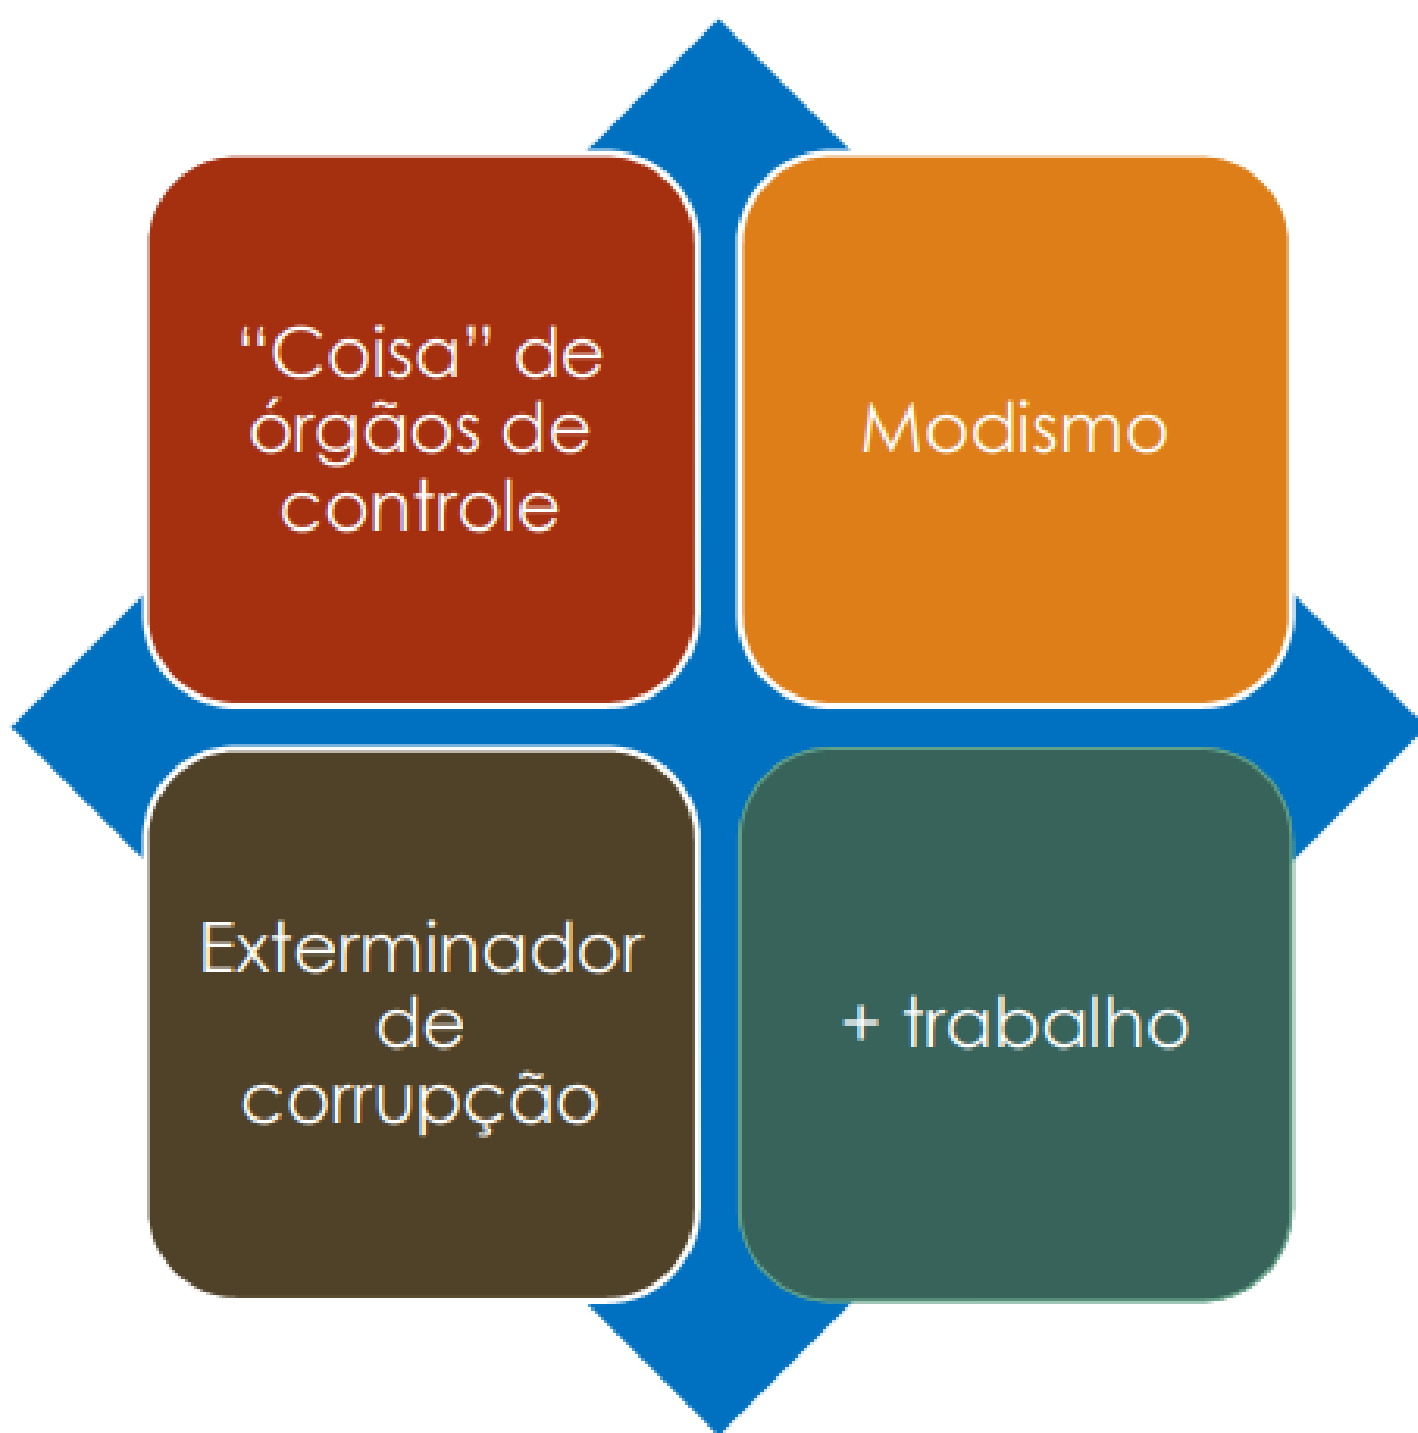 “Coisa” de
órgãos de
controle
Modismo
Exterminador
de
corrupção
+ trabalho